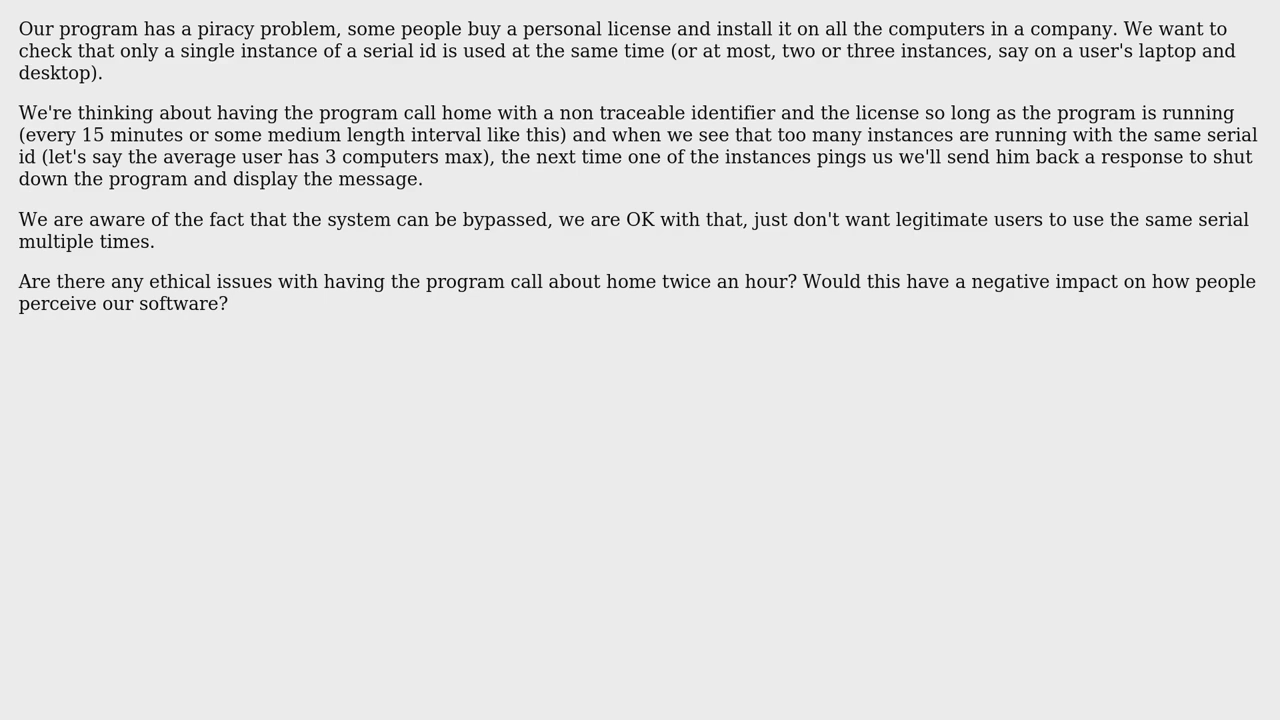 Our program has a piracy problem, some people buy a personal license and install it on all the computers in a company. We want to
check that only a single instance of a serial id is used at the same time (or at most, two or three instances, say on a user's laptop and
desktop).
We're thinking about having the program call home with a non traceable identifier and the license so long as the program is running
(every 15 minutes or some medium length interval like this) and when we see that too many instances are running with the same serial
id (let's say the average user has 3 computers max), the next time one of the instances pings us we'll send him back a response to shut
down the program and display the message.
We are aware of the fact that the system can be bypassed, we are OK with that, just don't want legitimate users to use the same serial
multiple times.
Are there any ethical issues with having the program call about home twice an hour? Would this have a negative impact on how people
perceive our software?